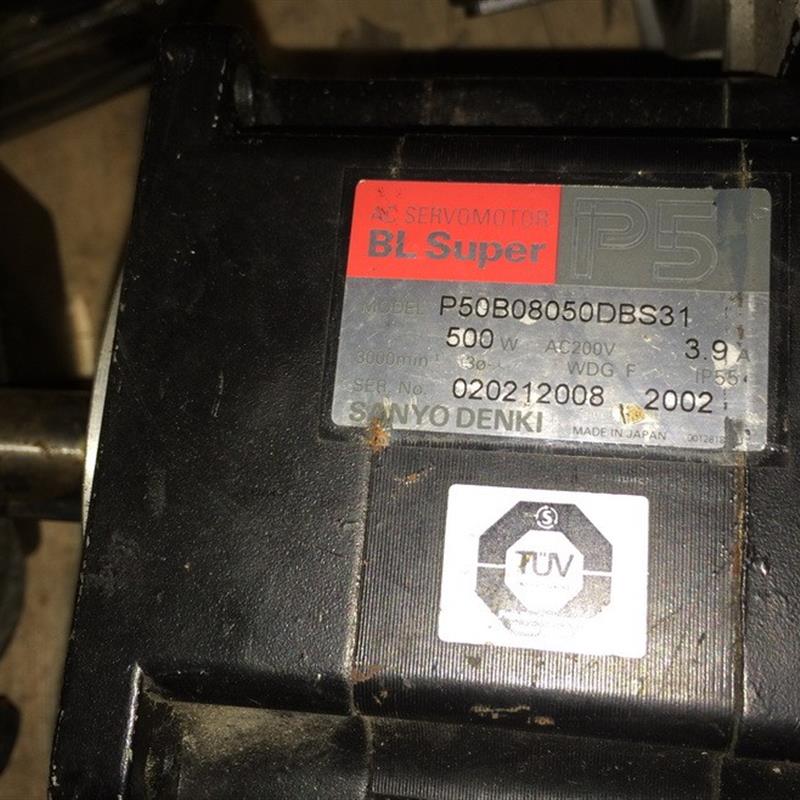 AC SERVOMOTOR
BL Super P5
MODEL P50B08050DBS31
500 W AC200V 3.9 A
3000min⁻¹ 3ø~ WDG F IP55
SER. No. 020212008 2002
SANYO DENKI MADE IN JAPAN
S
TÜV